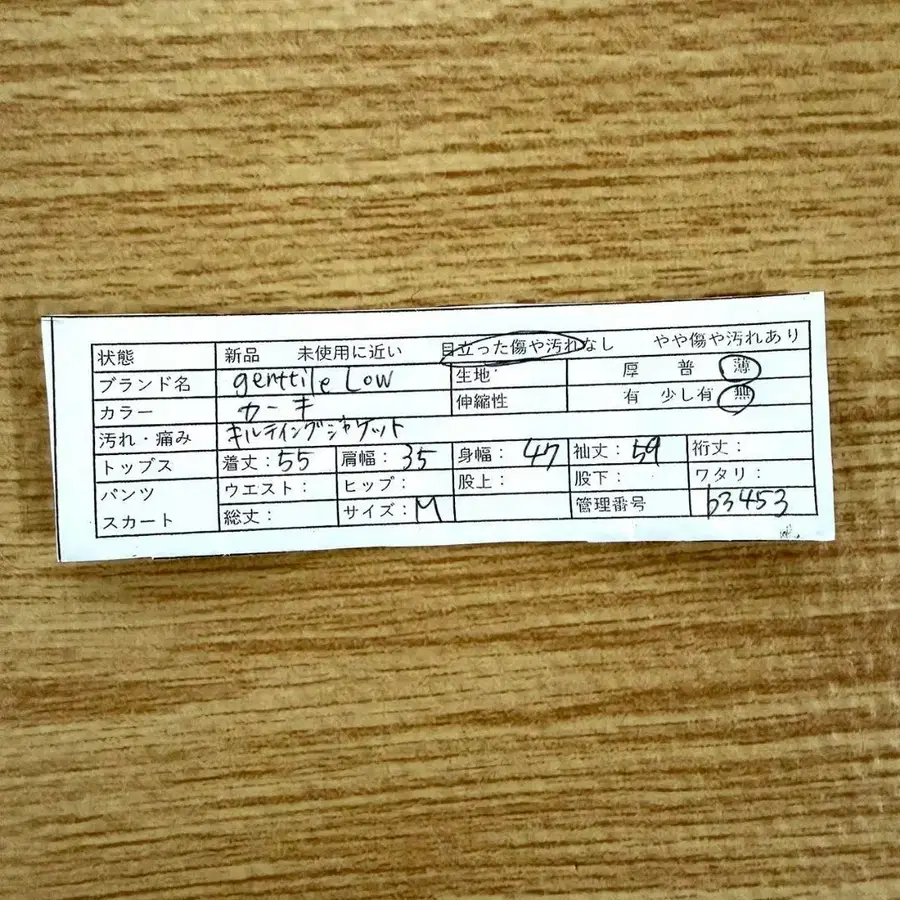 状態 新品 未使用に近い 目立った傷や汚れなし やや傷や汚れあり
ブランド名 genttile Low 生地 厚 普 薄
カラー カーキ 伸縮性 有 少し有 無
汚れ・痛み キルティングジャケット
トップス 着丈:55 肩幅:35 身幅:47 袖丈:59 裄丈:
パンツ ウエスト: ヒップ: 股上: 股下: ワタリ:
スカート 総丈: サイズ:M 管理番号 b3453